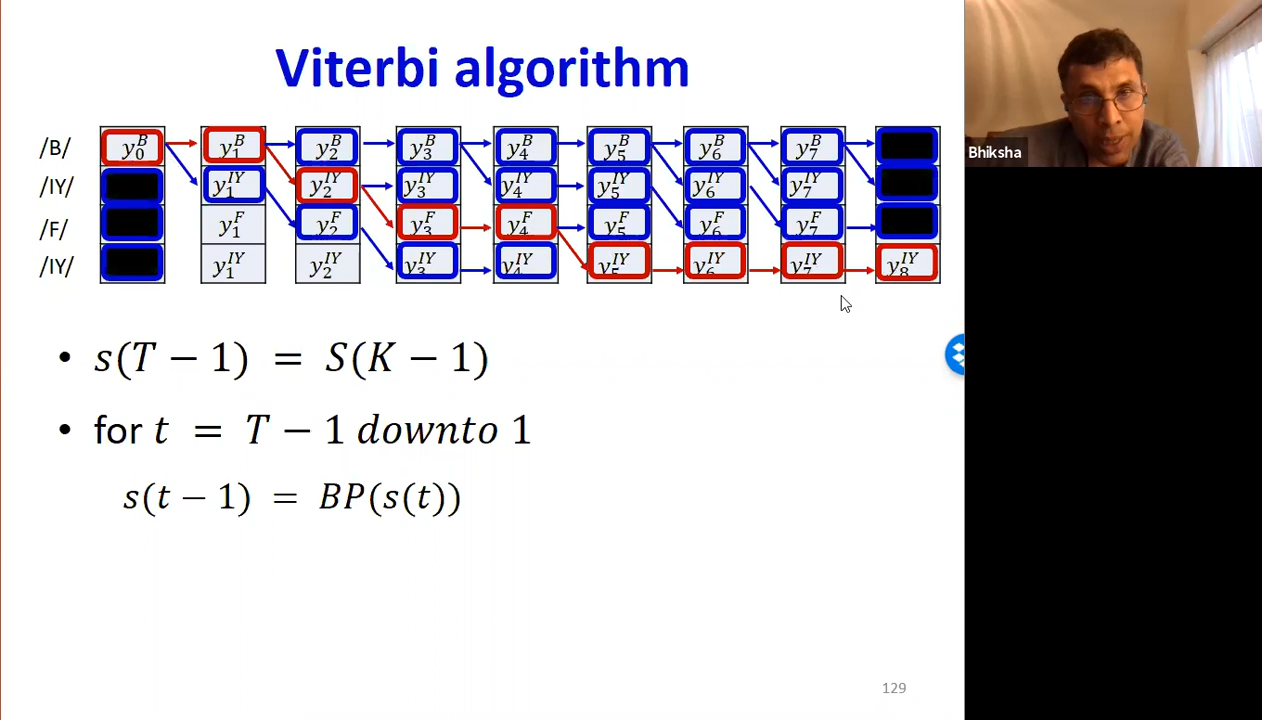 Viterbi algorithm
/B/ y_0^B y_1^B y_2^B y_3^B y_4^B y_5^B y_6^B y_7^B
/IY/ y_1^{IY} y_2^{IY} y_3^{IY} y_4^{IY} y_5^{IY} y_6^{IY} y_7^{IY}
/F/ y_1^F y_2^F y_3^F y_4^F y_5^F y_6^F y_7^F
/IY/ y_1^{IY} y_2^{IY} y_3^{IY} y_4^{IY} y_5^{IY} y_6^{IY} y_7^{IY} y_8^{IY}
• s(T − 1) = S(K − 1)
• for t = T − 1 downto 1
s(t − 1) = BP(s(t))
129
Bhiksha